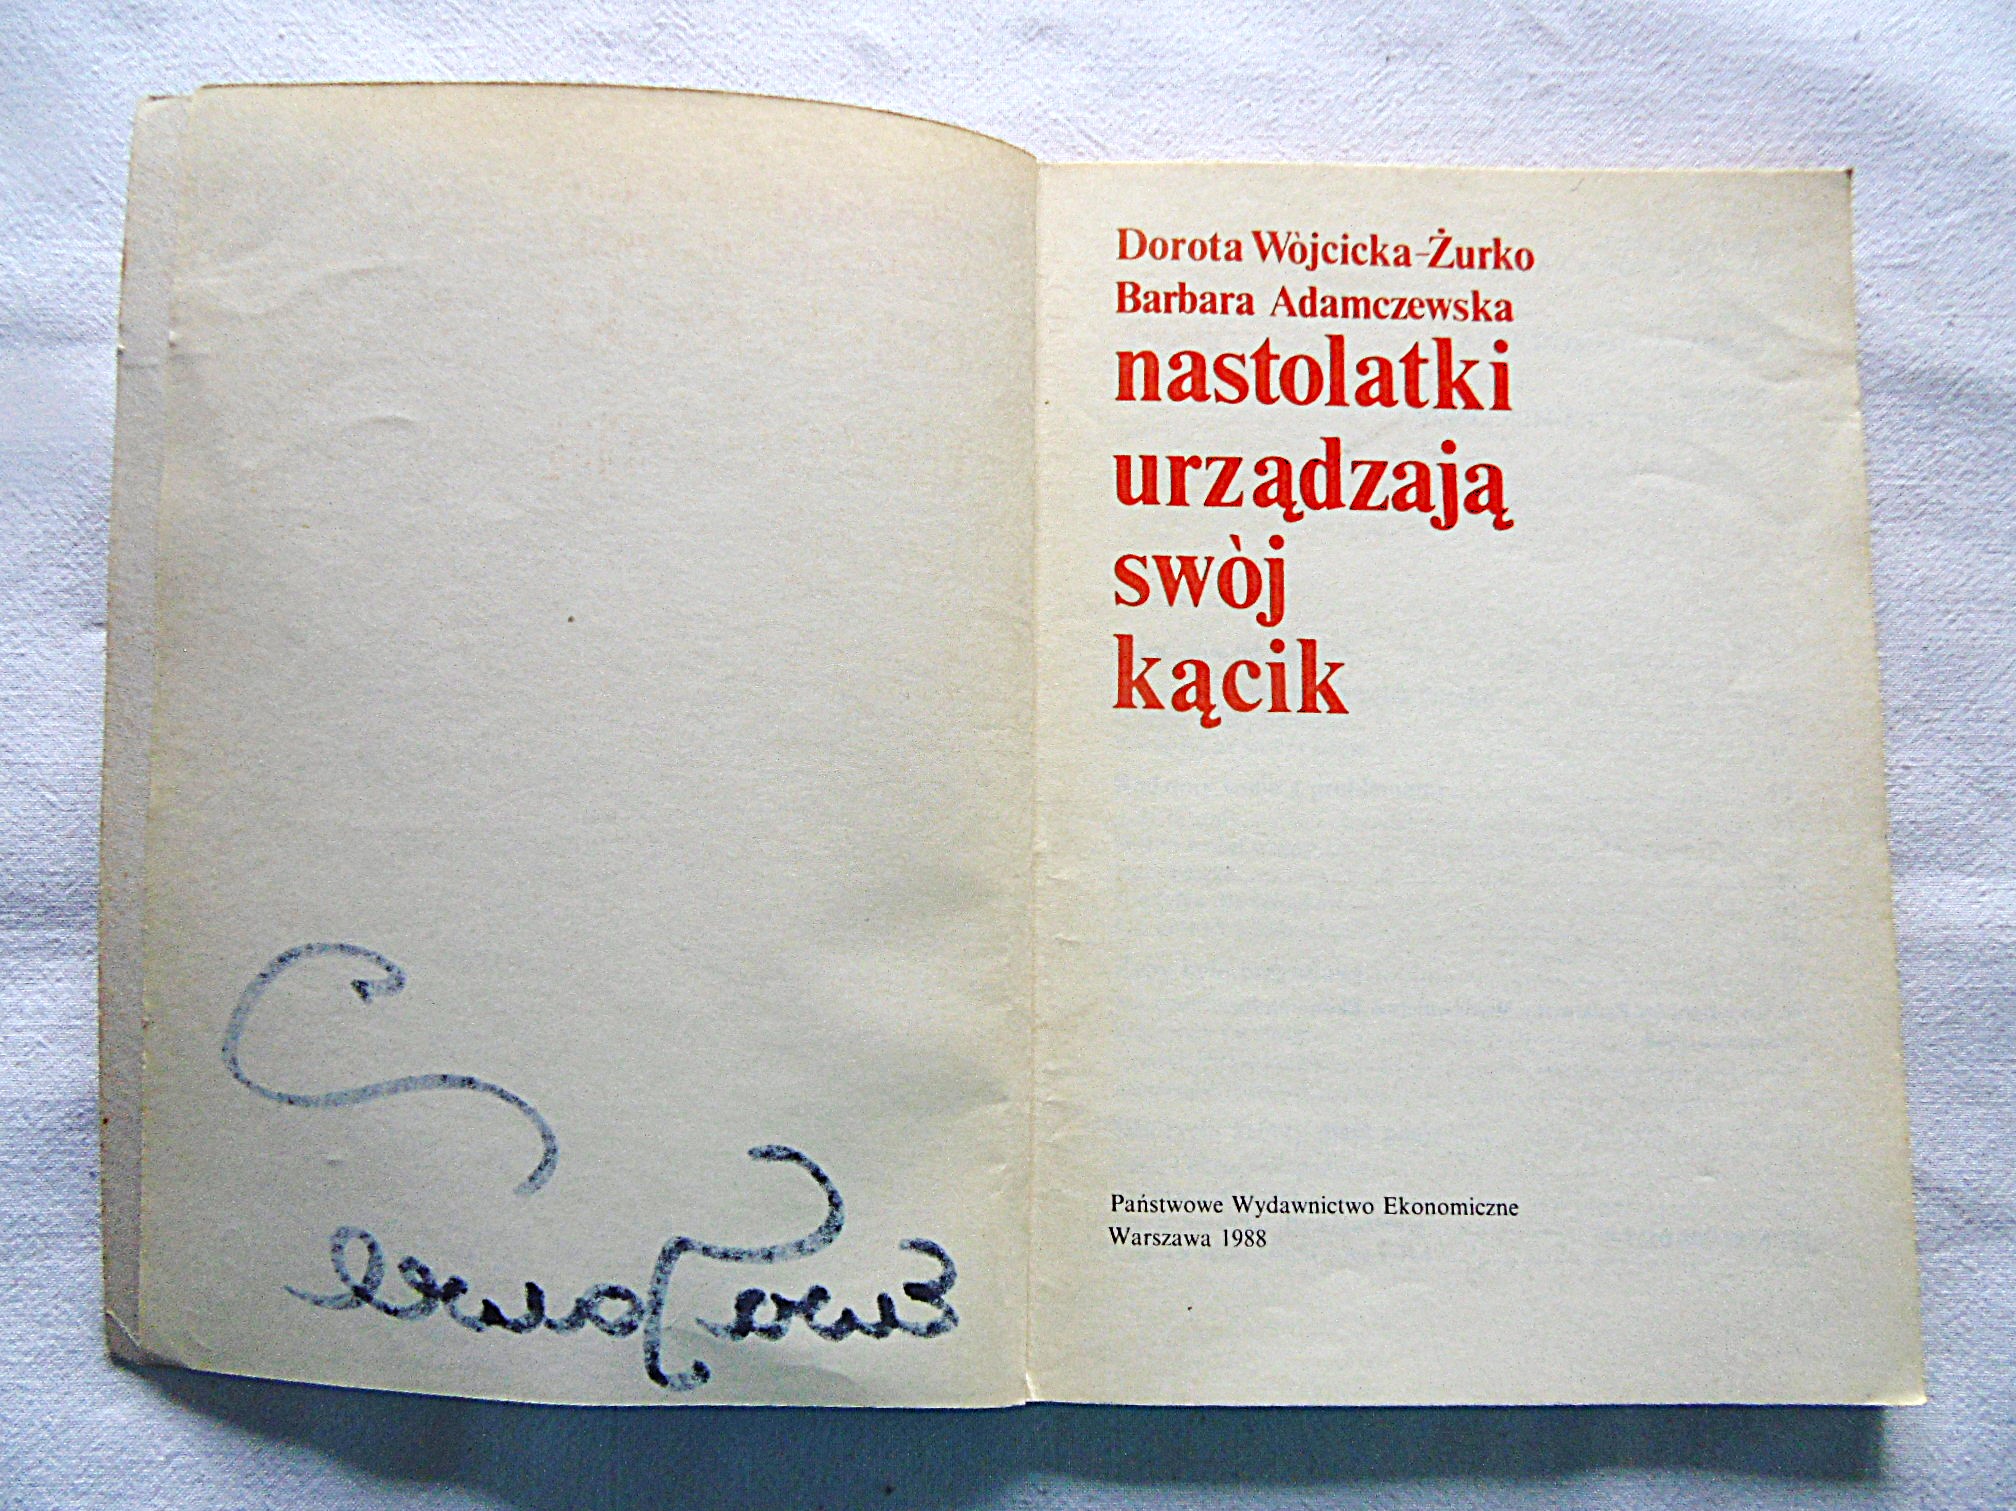 Dorota Wòjcicka-Żurko
Barbara Adamczewska
nastolatki
urządzają
swòj
kącik
Państwowe Wydawnictwo Ekonomiczne
Warszawa 1988